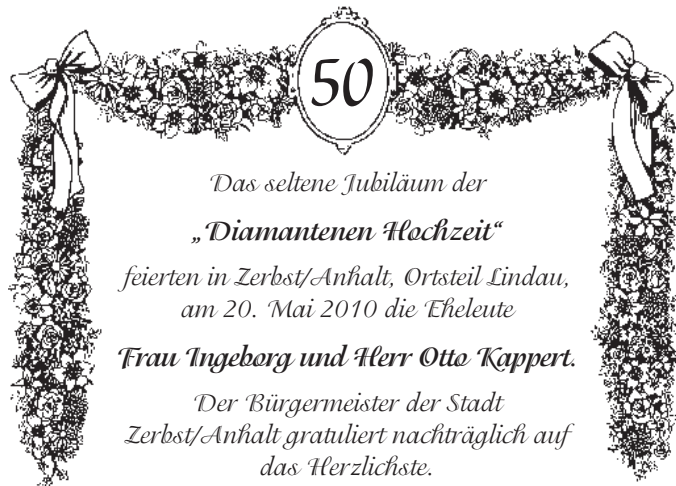 50
Das seltene Jubiläum der
„Diamantenen Hochzeit“
feierten in Zerbst/Anhalt, Ortsteil Lindau,
am 20. Mai 2010 die Eheleute
Frau Ingeborg und Herr Otto Kappert.
Der Bürgermeister der Stadt
Zerbst/Anhalt gratuliert nachträglich auf
das Herzlichste.